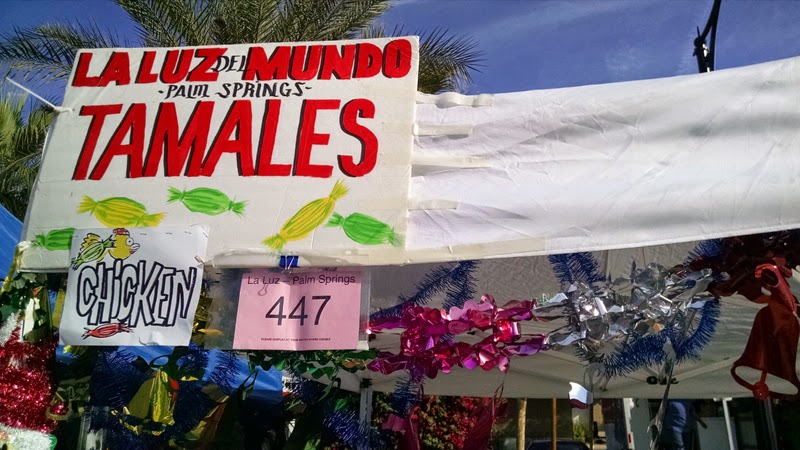 LA LUZ DEL MUNDO
-PALM SPRINGS-
TAMALES
CHICKEN
La Luz - Palm Springs
447